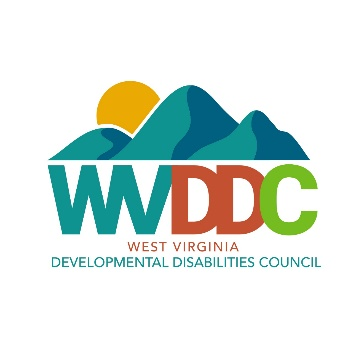 WVDDC
WEST VIRGINIA
DEVELOPMENTAL DISABILITIES COUNCIL